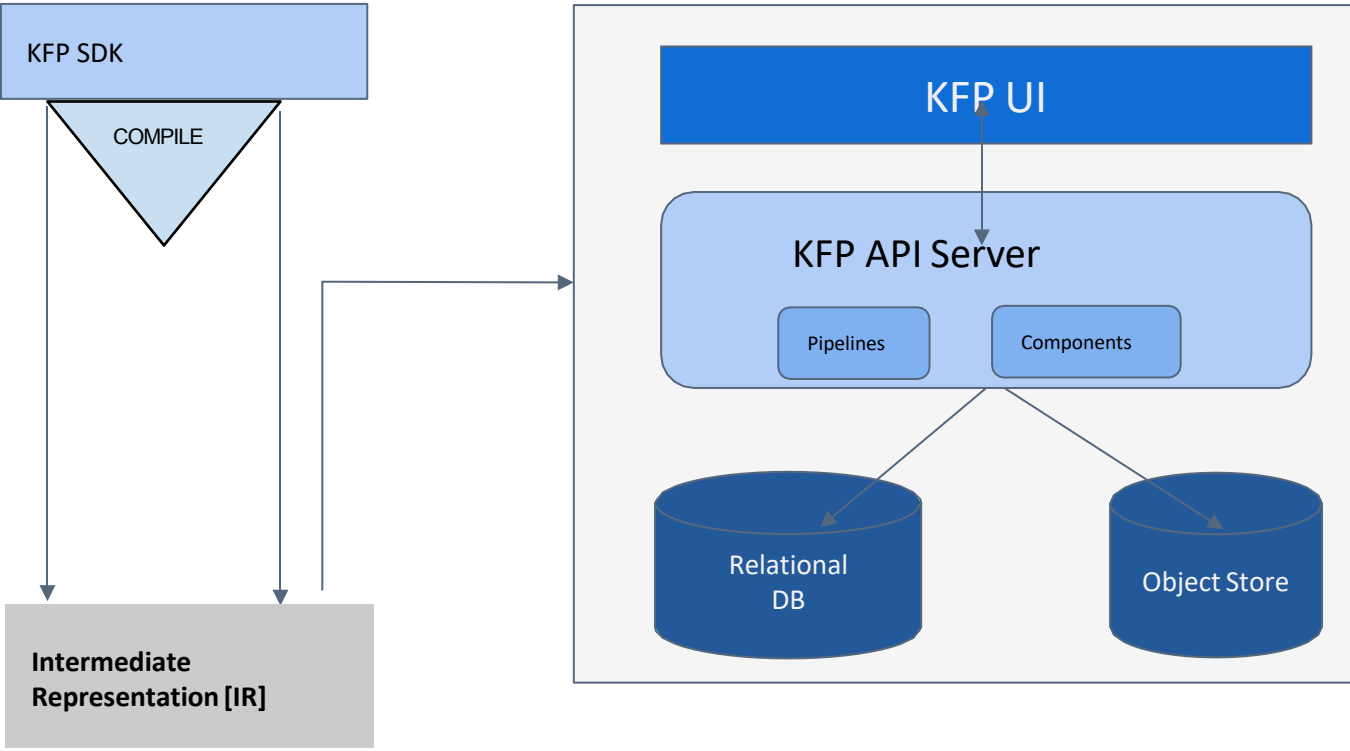 KFP SDK
COMPILE
Intermediate
Representation [IR]
KFP UI
KFP API Server
Pipelines
Components
Relational
DB
Object Store